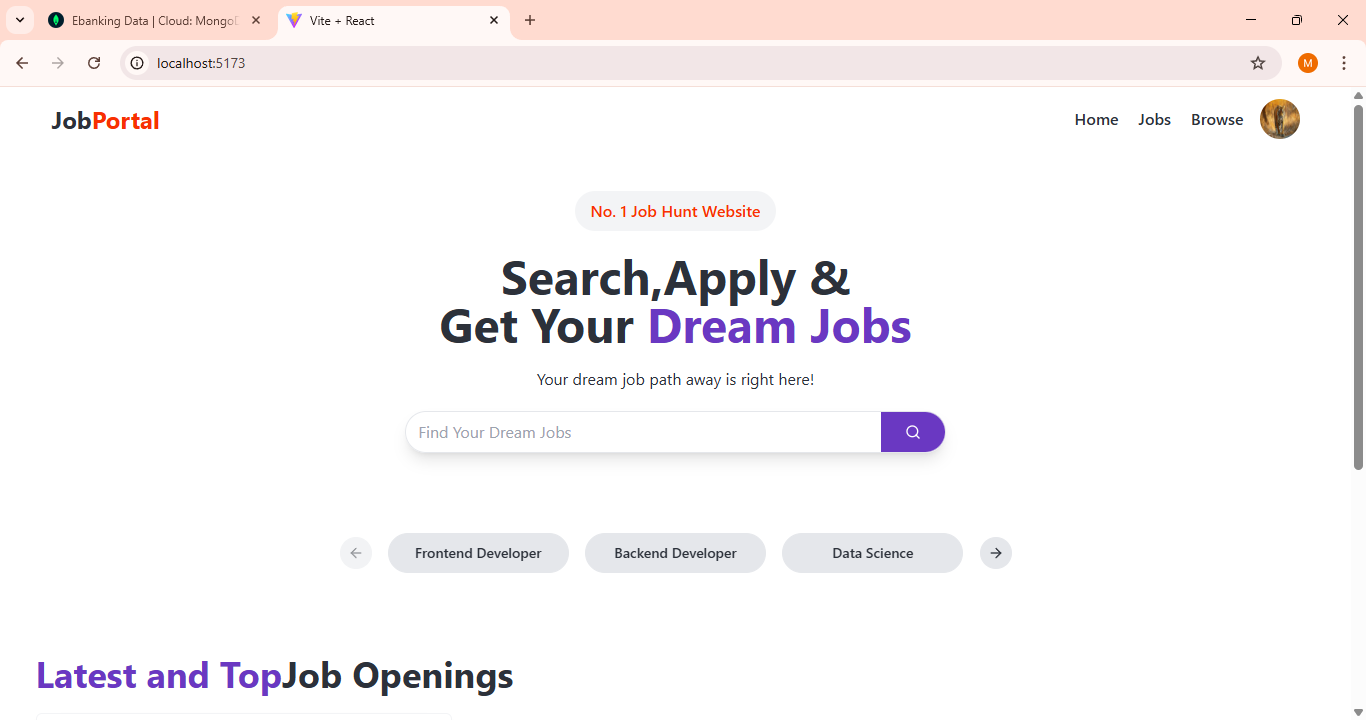 Ebanking Data | Cloud: Mongo
Vite + React
localhost:5173
M
JobPortal
Home
Jobs
Browse
No. 1 Job Hunt Website
Search,Apply &
Get Your Dream Jobs
Your dream job path away is right here!
Find Your Dream Jobs
Frontend Developer
Backend Developer
Data Science
Latest and TopJob Openings